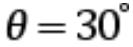 θ = 30°